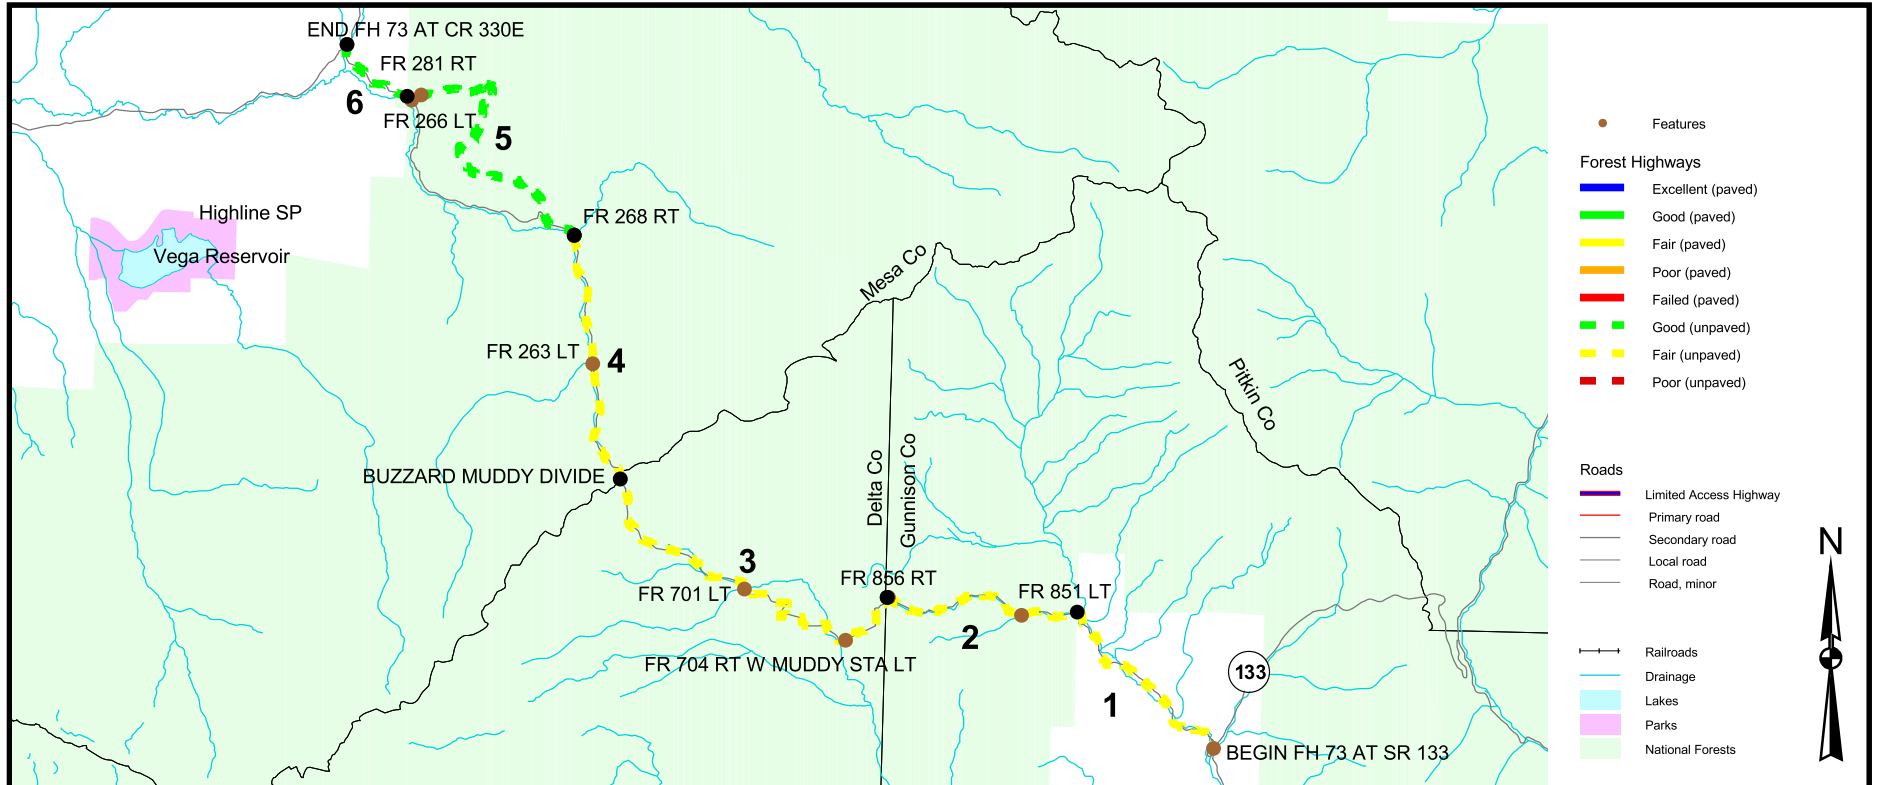 END FH 73 AT CR 330E
FR 281 RT
6
FR 266 LT
5
Highline SP
FR 268 RT
Vega Reservoir
Mesa Co
FR 263 LT
4
Pitkin Co
BUZZARD MUDDY DIVIDE
Delta Co
Gunnison Co
3
FR 856 RT
FR 701 LT
FR 851 LT
2
FR 704 RT W MUDDY STA LT
133
1
BEGIN FH 73 AT SR 133
Features
Forest Highways
Excellent (paved)
Good (paved)
Fair (paved)
Poor (paved)
Failed (paved)
Good (unpaved)
Fair (unpaved)
Poor (unpaved)
Roads
Limited Access Highway
Primary road
Secondary road
Local road
Road, minor
Railroads
Drainage
Lakes
Parks
National Forests
N